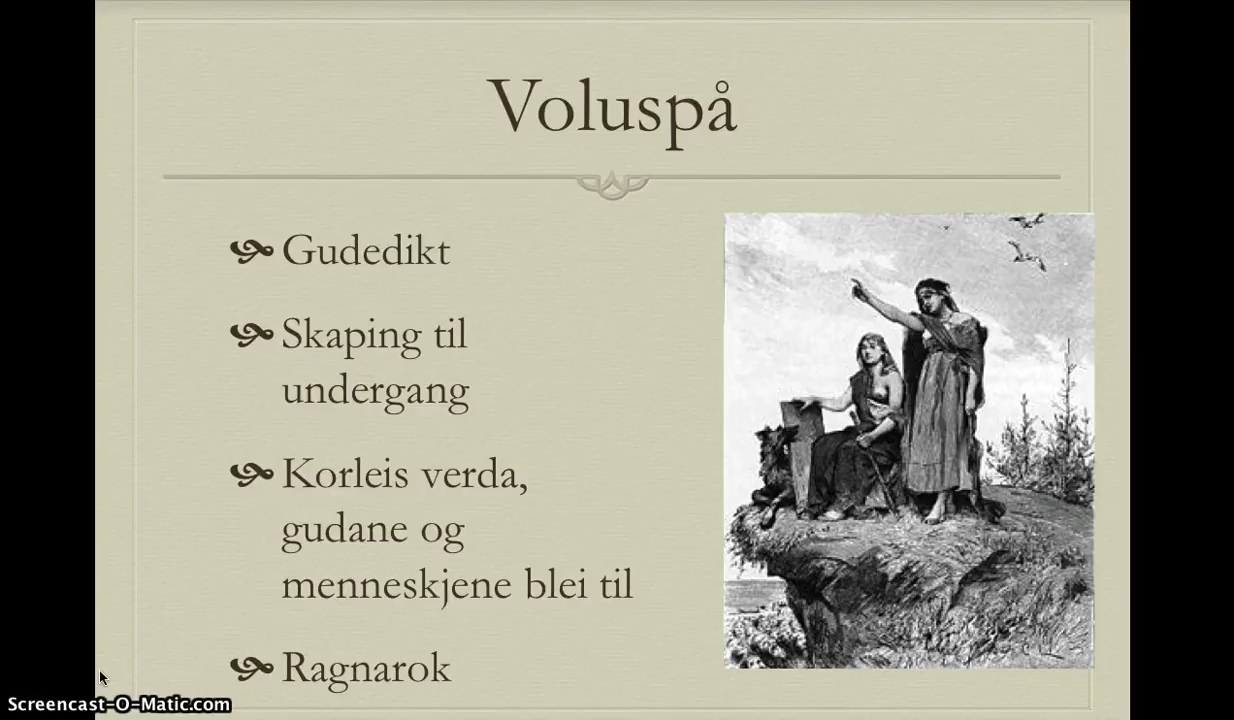 Voluspå
Gudedikt
Skaping til
undergang
Korleis verda,
gudane og
menneskjene blei til
Ragnarok
Screencast-O-Matic.com